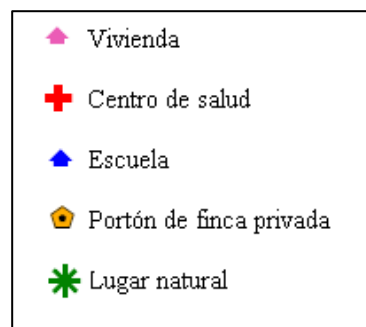 Vivienda
Centro de salud
Escuela
Portón de finca privada
Lugar natural